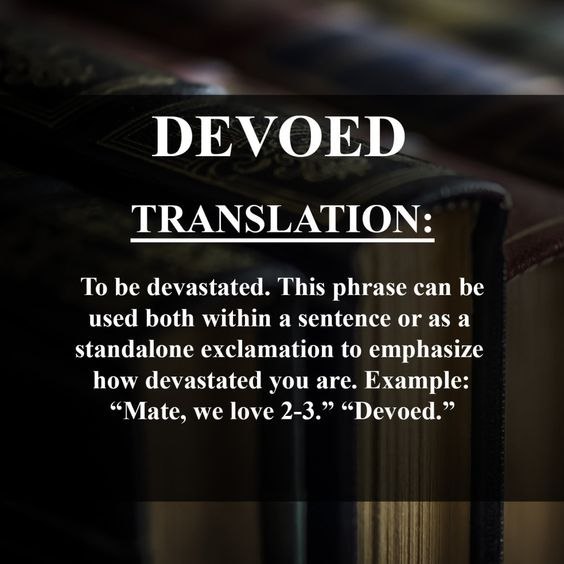 DEVOED
TRANSLATION:
To be devastated. This phrase can be
used both within a sentence or as a
standalone exclamation to emphasize
how devastated you are. Example:
“Mate, we love 2-3.” “Devoed.”